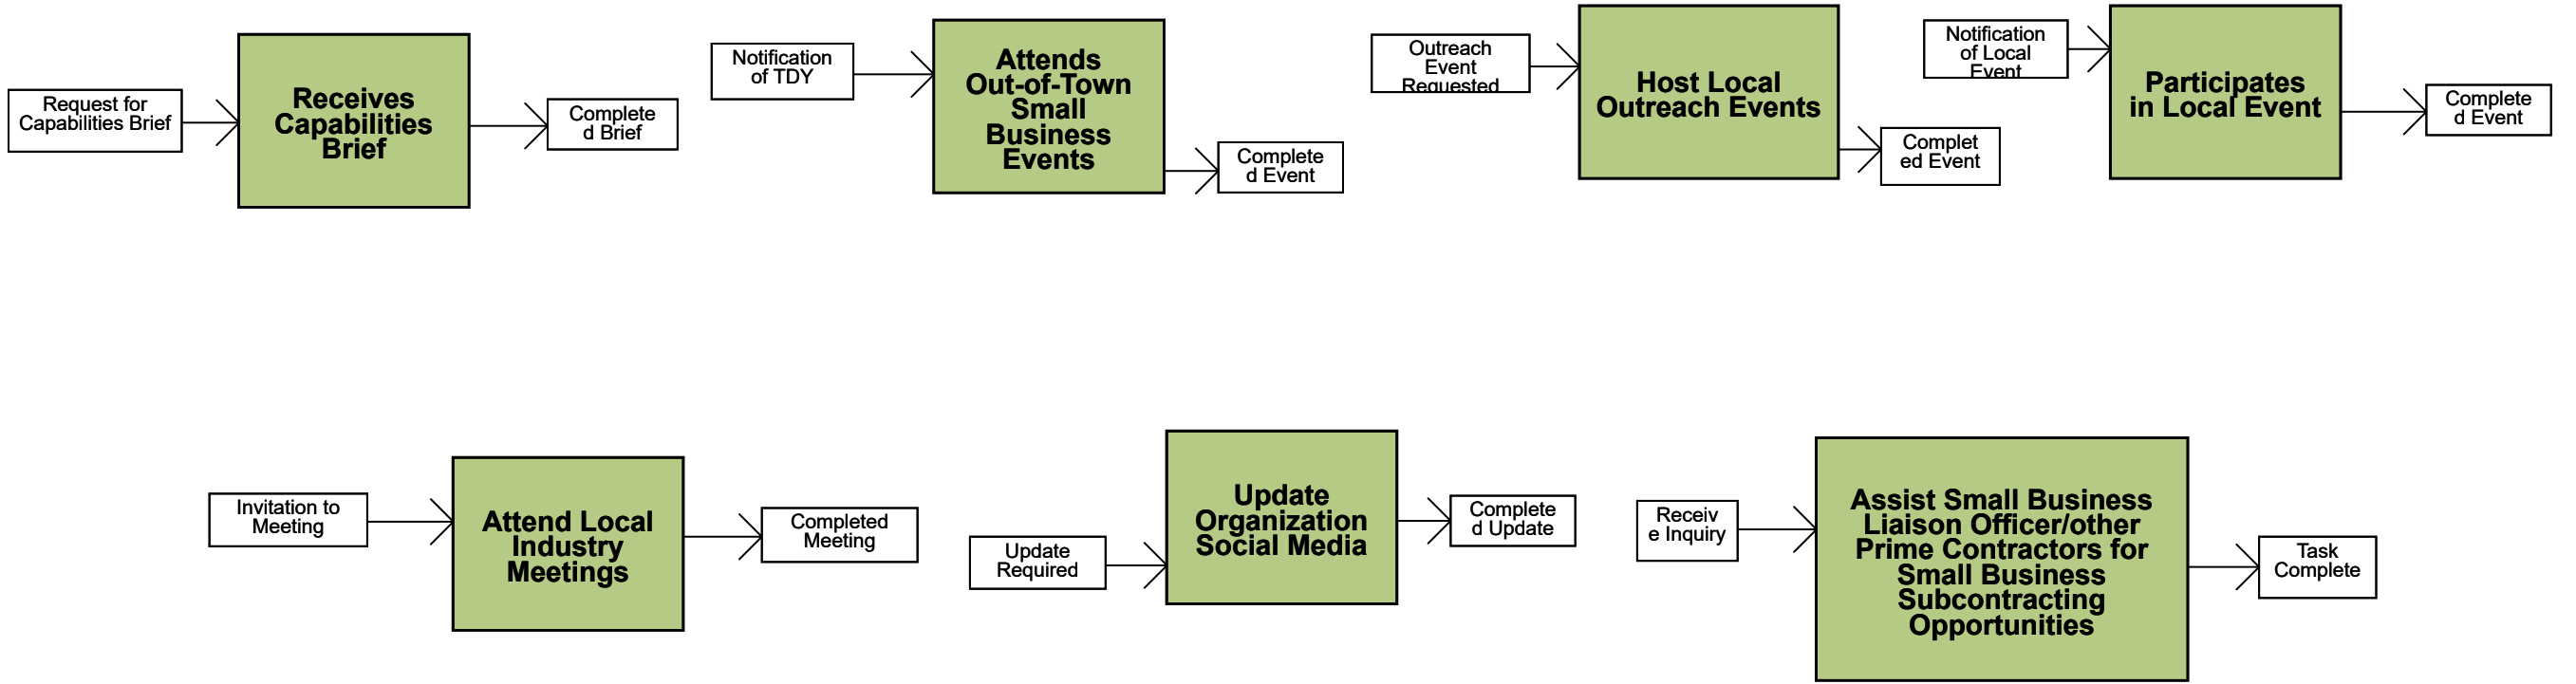 Request for
Capabilities Brief
Receives
Capabilities
Brief
Complete
d Brief
Notification
of TDY
Attends
Out-of-Town
Small
Business
Events
Complete
d Event
Outreach
Event
Requested
Host Local
Outreach Events
Complet
ed Event
Notification
of Local
Event
Participates
in Local Event
Complete
d Event
Invitation to
Meeting
Attend Local
Industry
Meetings
Completed
Meeting
Update
Required
Update
Organization
Social Media
Complete
d Update
Receiv
e Inquiry
Assist Small Business
Liaison Officer/other
Prime Contractors for
Small Business
Subcontracting
Opportunities
Task
Complete